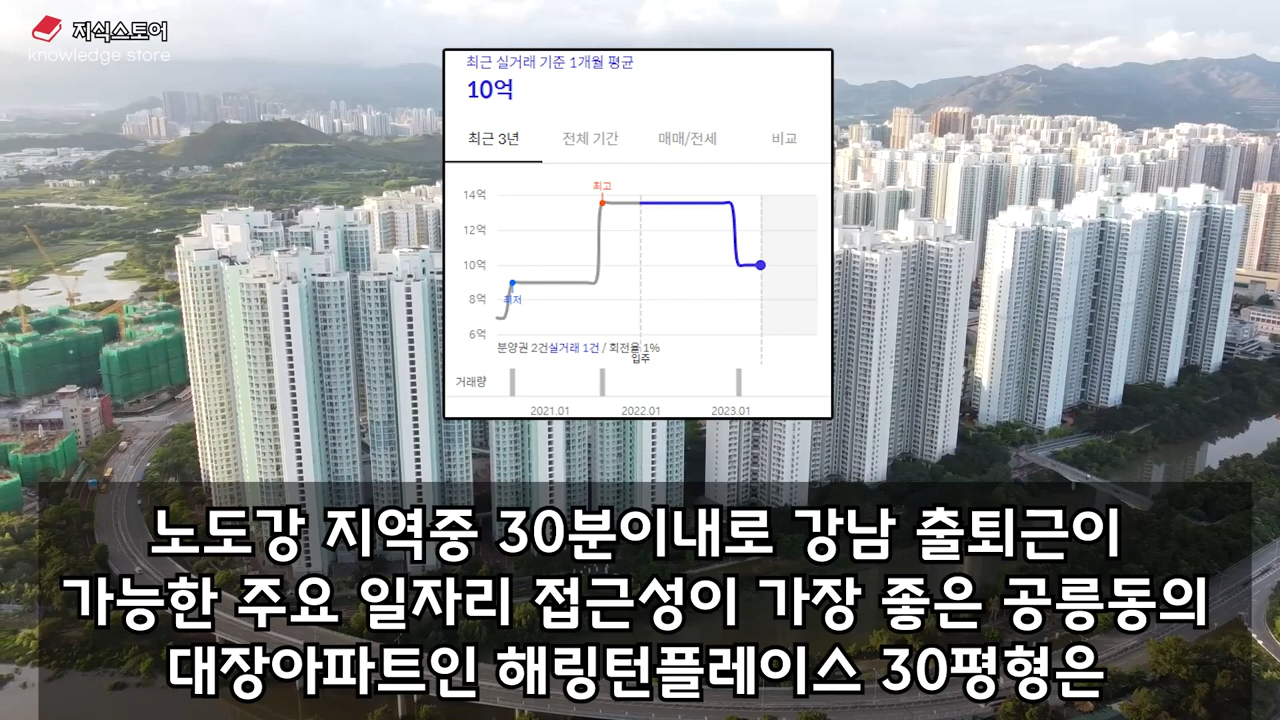 지식스토어
knowledge store
최근 실거래 기준 1개월 평균
10억
최근 3년 전체 기간 매매/전세 비교
최고
14억
12억
10억
8억
최저
6억
분양권 2건실거래 1건 / 회전율 1%
입주
거래량
2021.01 2022.01 2023.01
노도강 지역중 30분이내로 강남 출퇴근이
가능한 주요 일자리 접근성이 가장 좋은 공릉동의
대장아파트인 해링턴플레이스 30평형은